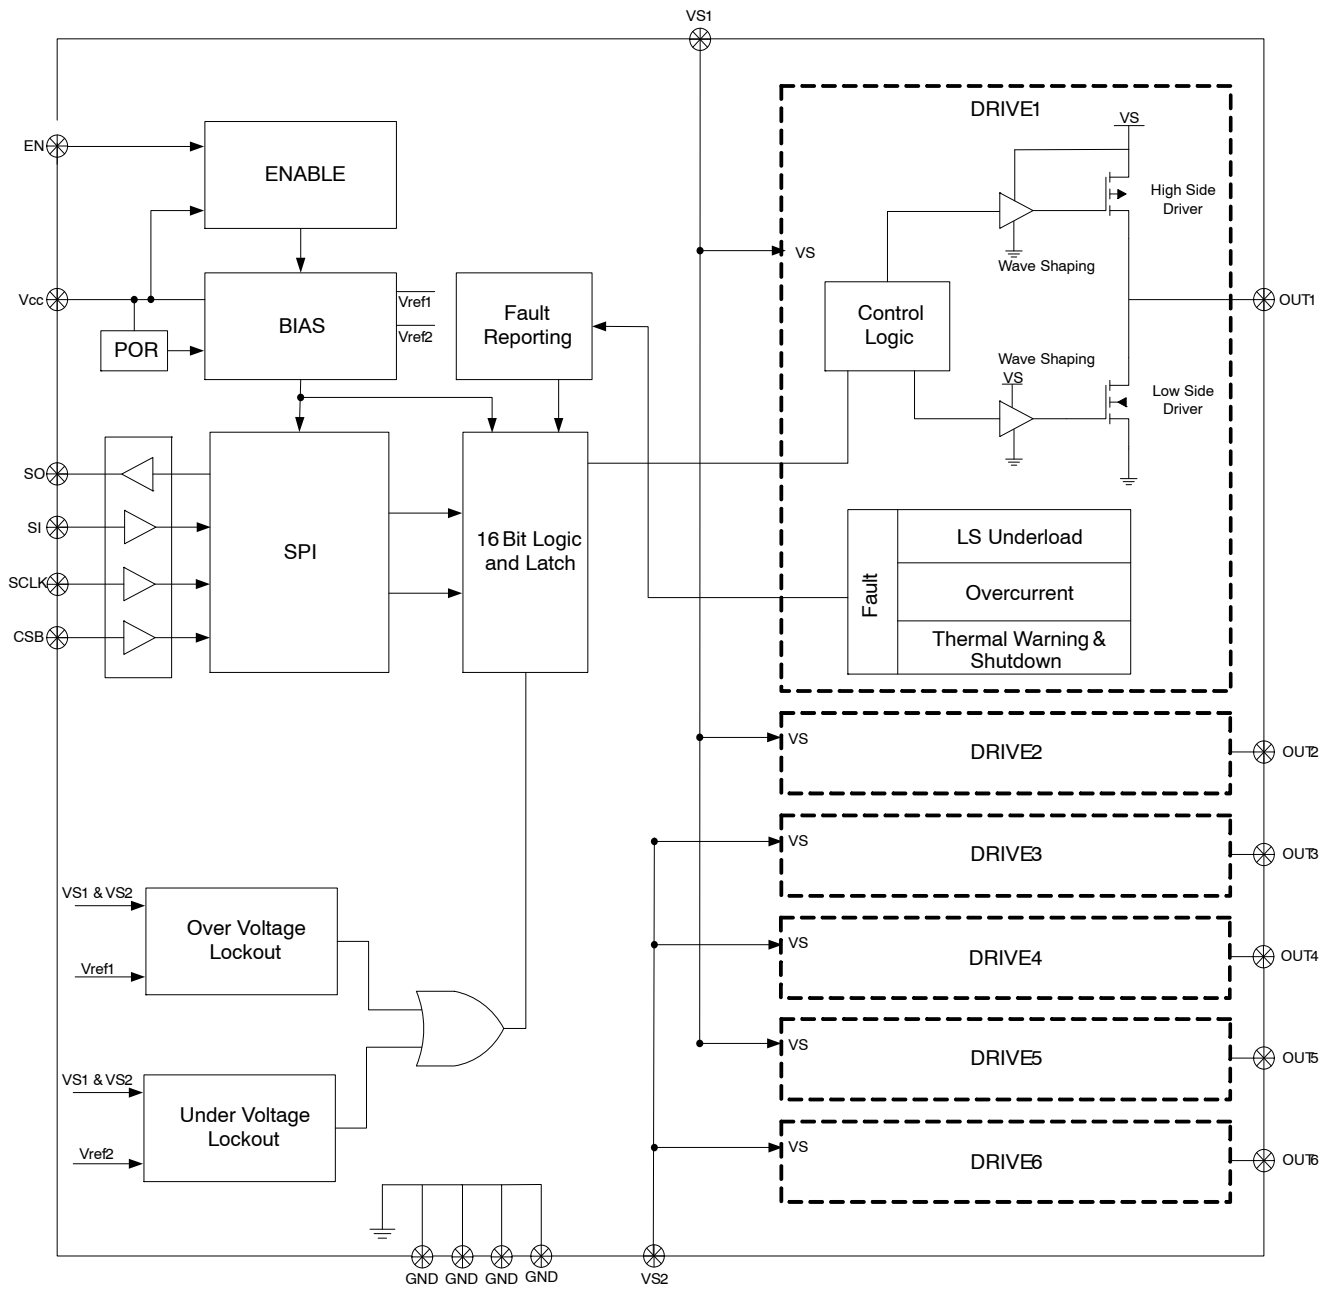 VS1
DRIVE1
VS
EN
ENABLE
High Side
Driver
VS
Wave Shaping
Vcc
Vref1
OUT1
Fault
Reporting
Control
Logic
BIAS
Vref2
POR
Wave Shaping
VS
Low Side
Driver
SO
SI
SPI
16 Bit Logic
and Latch
LS Underload
SCLK
Fault
Overcurrent
CSB
Thermal Warning &
Shutdown
VS
DRIVE2
OUT2
VS
DRIVE3
OUT3
VS1 & VS2
Over Voltage
Lockout
Vref1
VS
DRIVE4
OUT4
VS
DRIVE5
OUT5
VS1 & VS2
Under Voltage
Lockout
Vref2
VS
DRIVE6
OUT6
GND
GND
GND
GND
VS2